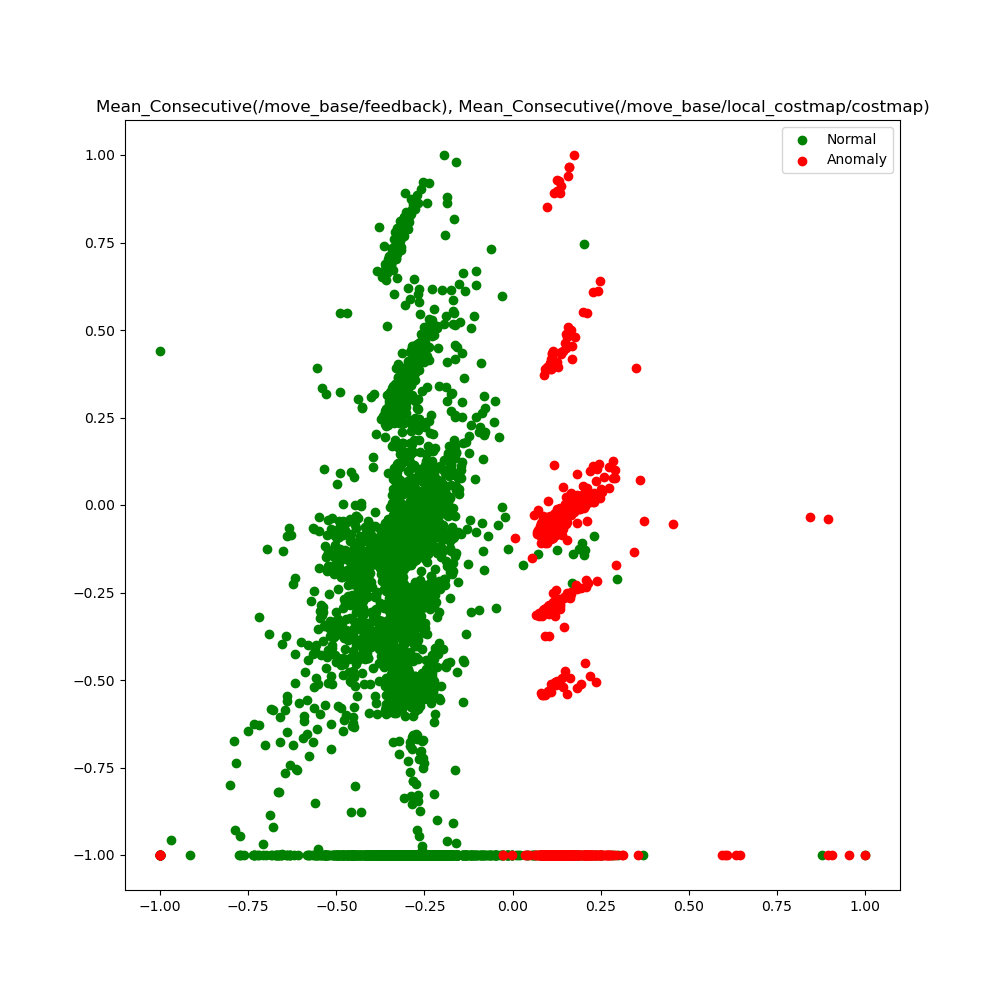 Mean_Consecutive(/move_base/feedback), Mean_Consecutive(/move_base/local_costmap/costmap)
Normal
Anomaly
1.00
0.75
0.50
0.25
0.00
−0.25
−0.50
−0.75
−1.00
−1.00 −0.75 −0.50 −0.25 0.00 0.25 0.50 0.75 1.00